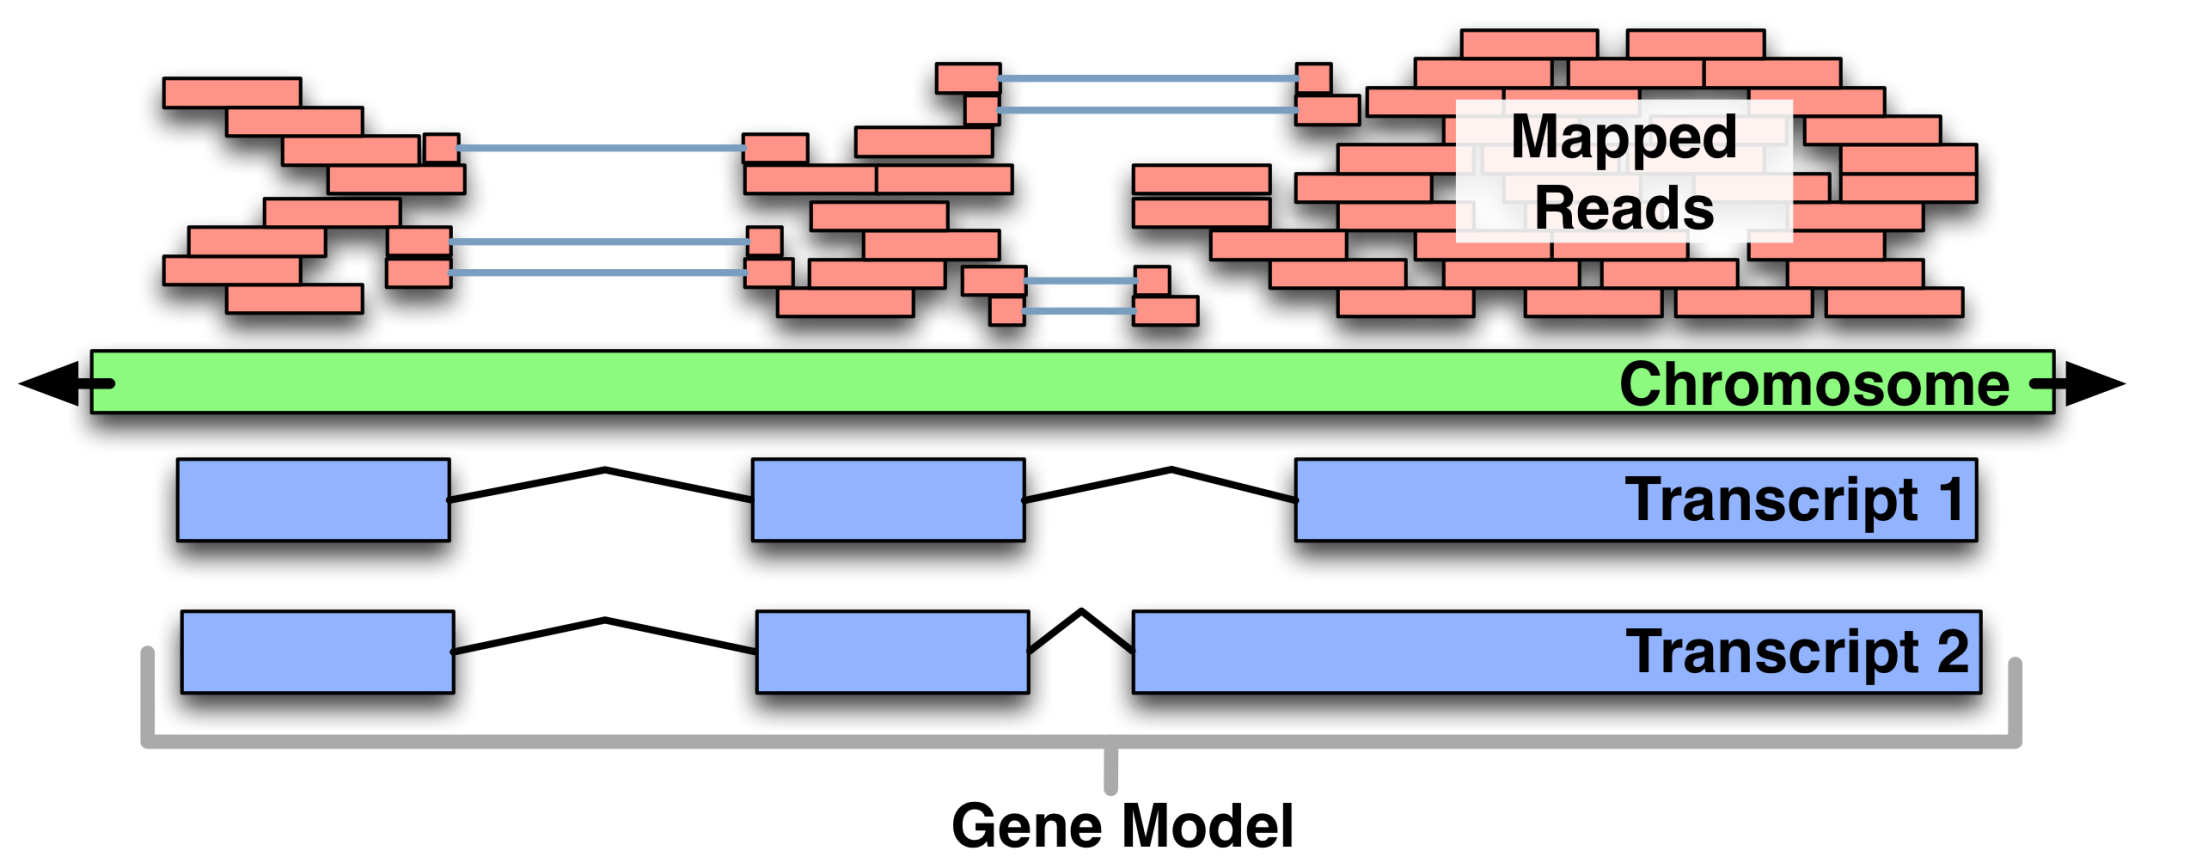 Mapped
Reads
Chromosome
Transcript 1
Transcript 2
Gene Model